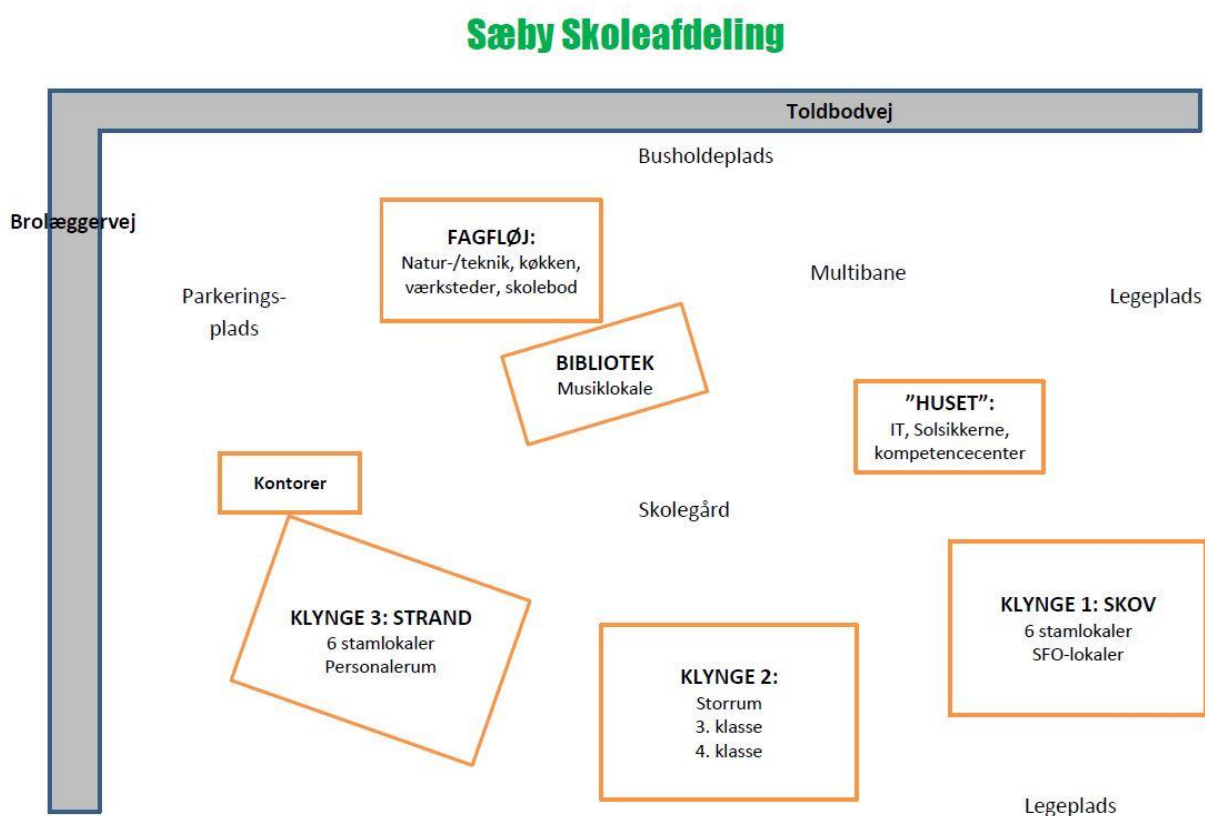 Sæby Skoleafdeling
Toldbodvej
Busholdeplads
Brolæggervej
FAGFLØJ:
Natur-/teknik, køkken,
værksteder, skolebod
Multibane
Legeplads
Parkerings-
plads
BIBLIOTEK
Musiklokale
”HUSET”:
IT, Solsikkerne,
kompetencecenter
Kontorer
Skolegård
KLYNGE 3: STRAND
6 stamlokaler
Personalerum
KLYNGE 2:
Storrum
3. klasse
4. klasse
KLYNGE 1: SKOV
6 stamlokaler
SFO-lokaler
Legeplads